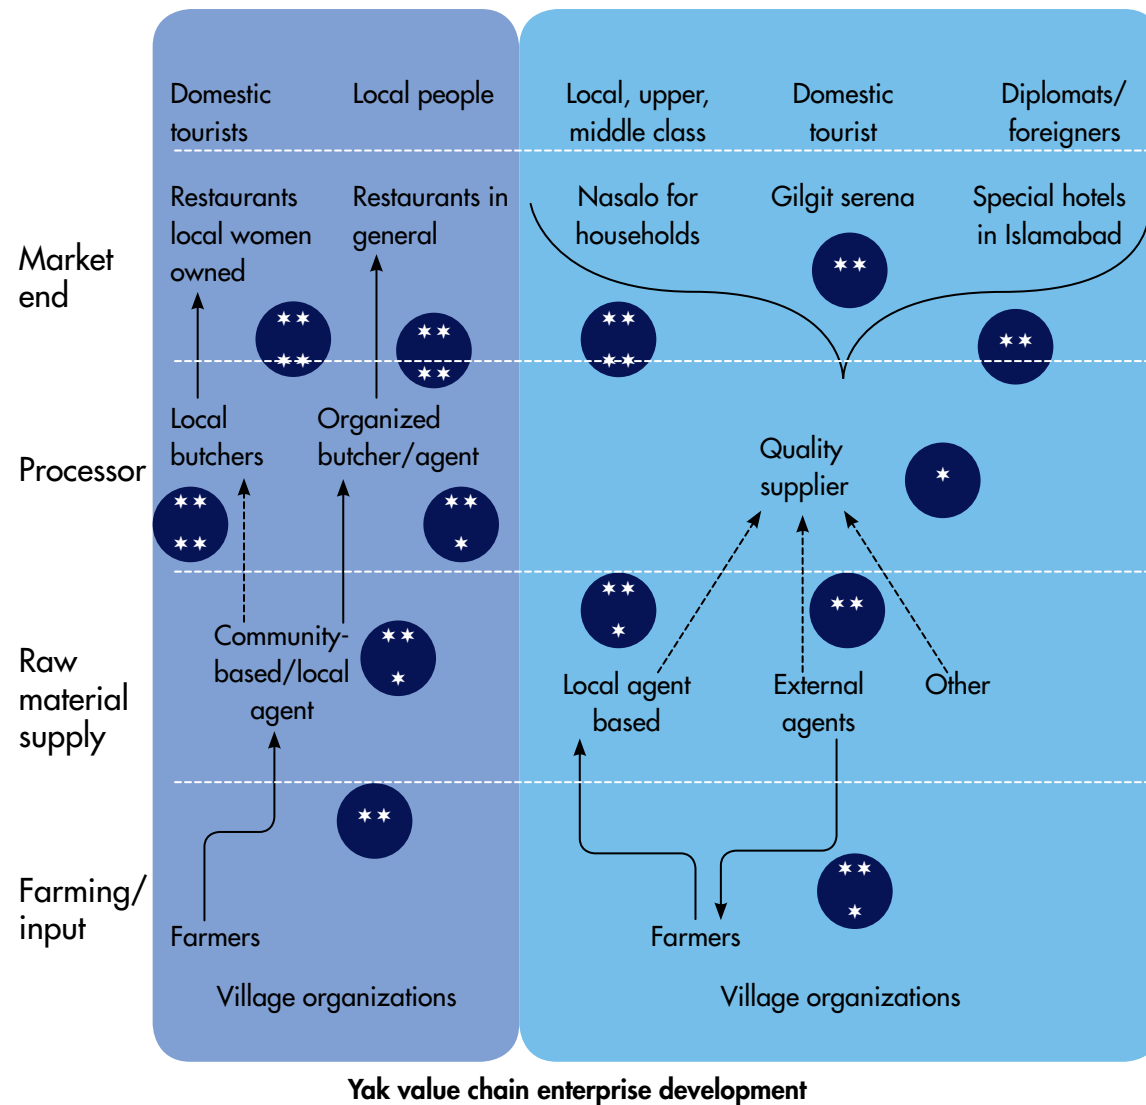 Domestic
tourists
Local people
Local, upper,
middle class
Domestic
tourist
Diplomats/
foreigners
Market
end
Restaurants
local women
owned
Restaurants in
general
Nasalo for
households
Gilgit serena
Special hotels
in Islamabad
Processor
Local
butchers
Organized
butcher/agent
Quality
supplier
Raw
material
supply
Community-
based/local
agent
Local agent
based
External
agents
Other
Farming/
input
Farmers
Farmers
Village organizations
Village organizations
Yak value chain enterprise development